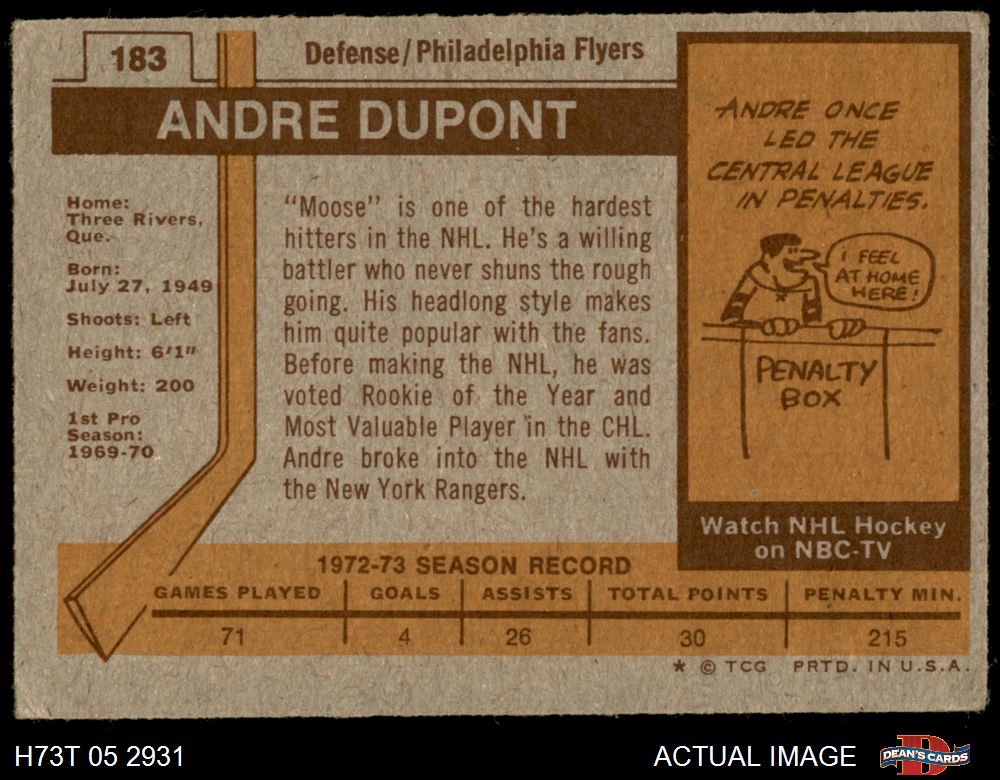 183
Defense/Philadelphia Flyers
ANDRE DUPONT
Home:
Three Rivers,
Que.
Born:
July 27, 1949
Shoots: Left
Height: 6'1"
Weight: 200
1st Pro
Season:
1969-70
"Moose" is one of the hardest
hitters in the NHL. He's a willing
battler who never shuns the rough
going. His headlong style makes
him quite popular with the fans.
Before making the NHL, he was
voted Rookie of the Year and
Most Valuable Player in the CHL.
Andre broke into the NHL with
the New York Rangers.
ANDRE ONCE
LED THE
CENTRAL LEAGUE
IN PENALTIES.
I FEEL
AT HOME
HERE!
PENALTY
BOX
Watch NHL Hockey
on NBC-TV
1972-73 SEASON RECORD
GAMES PLAYED GOALS ASSISTS TOTAL POINTS PENALTY MIN.
71 4 26 30 215
* © TCG PRTD. IN U.S.A.
H73T 05 2931
ACTUAL IMAGE
DEAN'S CARDS